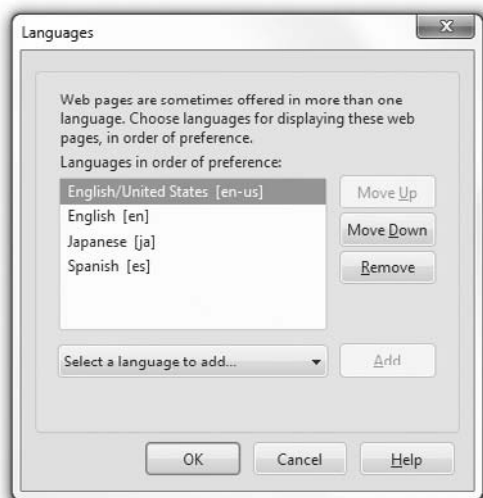 Languages
Web pages are sometimes offered in more than one
language. Choose languages for displaying these web
pages, in order of preference.
Languages in order of preference:
English/United States [en-us]
English [en]
Japanese [ja]
Spanish [es]
Move Up
Move Down
Remove
Select a language to add...
Add
OK
Cancel
Help